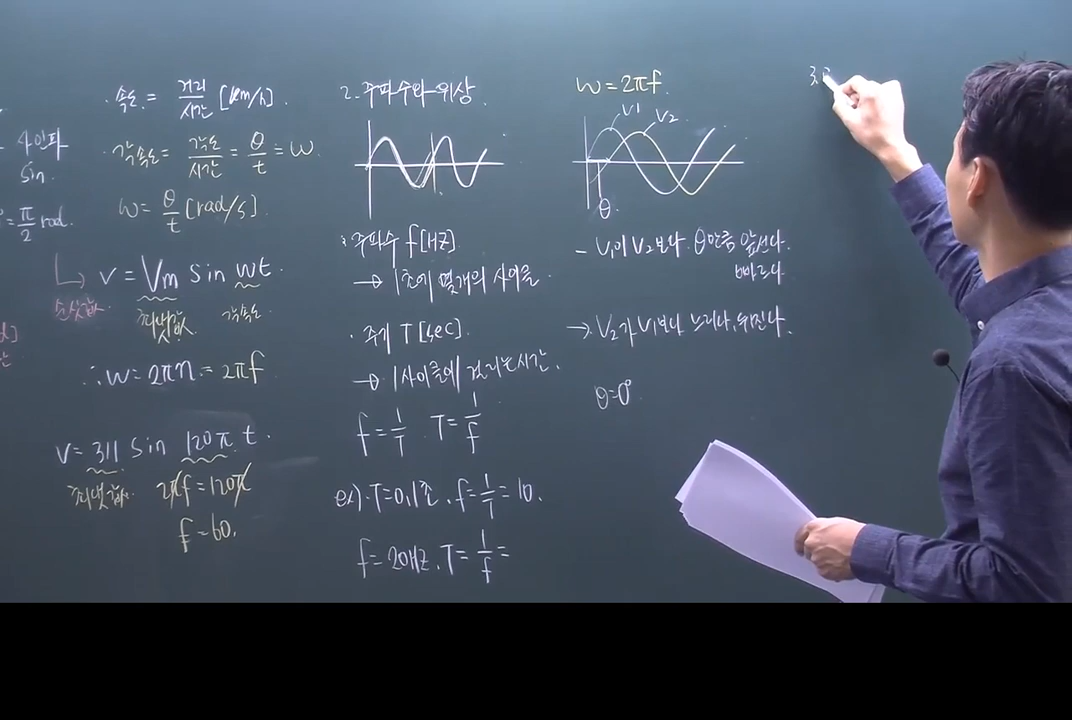 사인파
sin.
= π/2 rad.
· 속도 = 거리/시간 [km/h].
· 각속도 = 각도/시간 = θ/t = w.
w = θ/t [rad/s].
v = Vm sin wt.
순싯값. 최댓값. 각속도.
∴ w = 2πn = 2πf
v = 311 sin 120π t.
최댓값. 2πf = 120π
f = 60.
2. 주파수와 위상.
: 주파수 f[HZ].
→ 1초에 몇개의 사이클.
· 주기 T[sec].
→ 1사이클에 걸리는시간.
f = 1/T T = 1/f
ex). T=0.1초. f = 1/T = 10.
f = 20HZ. T = 1/f =
w = 2πf.
v1 v2
θ.
- V1이 V2보다 θ만큼 앞선다.
빠르다.
→ V2가 V1보다 느리다, 뒤진다.
θ=0°
3.